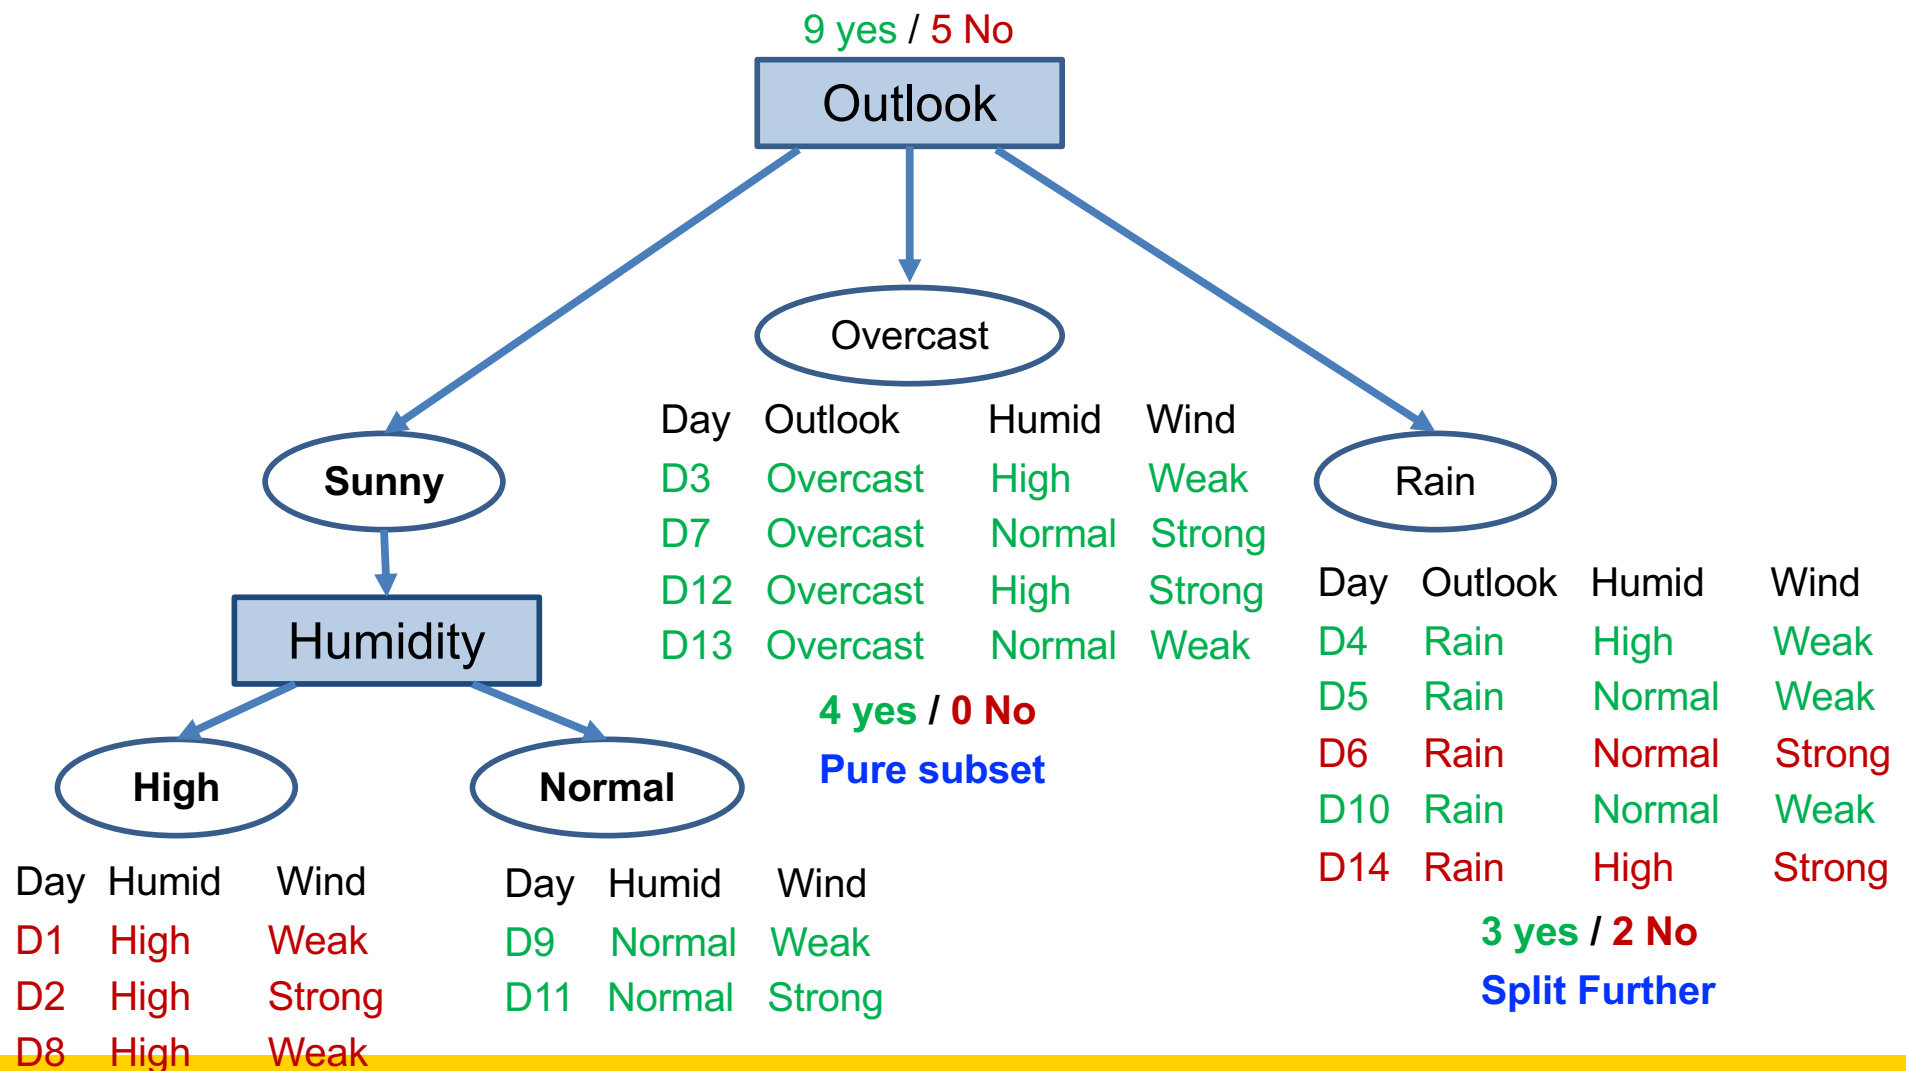 9 yes / 5 No
Outlook
Overcast
Day Outlook Humid Wind
D3 Overcast High Weak
D7 Overcast Normal Strong
D12 Overcast High Strong
D13 Overcast Normal Weak
4 yes / 0 No
Pure subset
Sunny
Humidity
High
Day Humid Wind
D1 High Weak
D2 High Strong
D8 High Weak
Normal
Day Humid Wind
D9 Normal Weak
D11 Normal Strong
Rain
Day Outlook Humid Wind
D4 Rain High Weak
D5 Rain Normal Weak
D6 Rain Normal Strong
D10 Rain Normal Weak
D14 Rain High Strong
3 yes / 2 No
Split Further